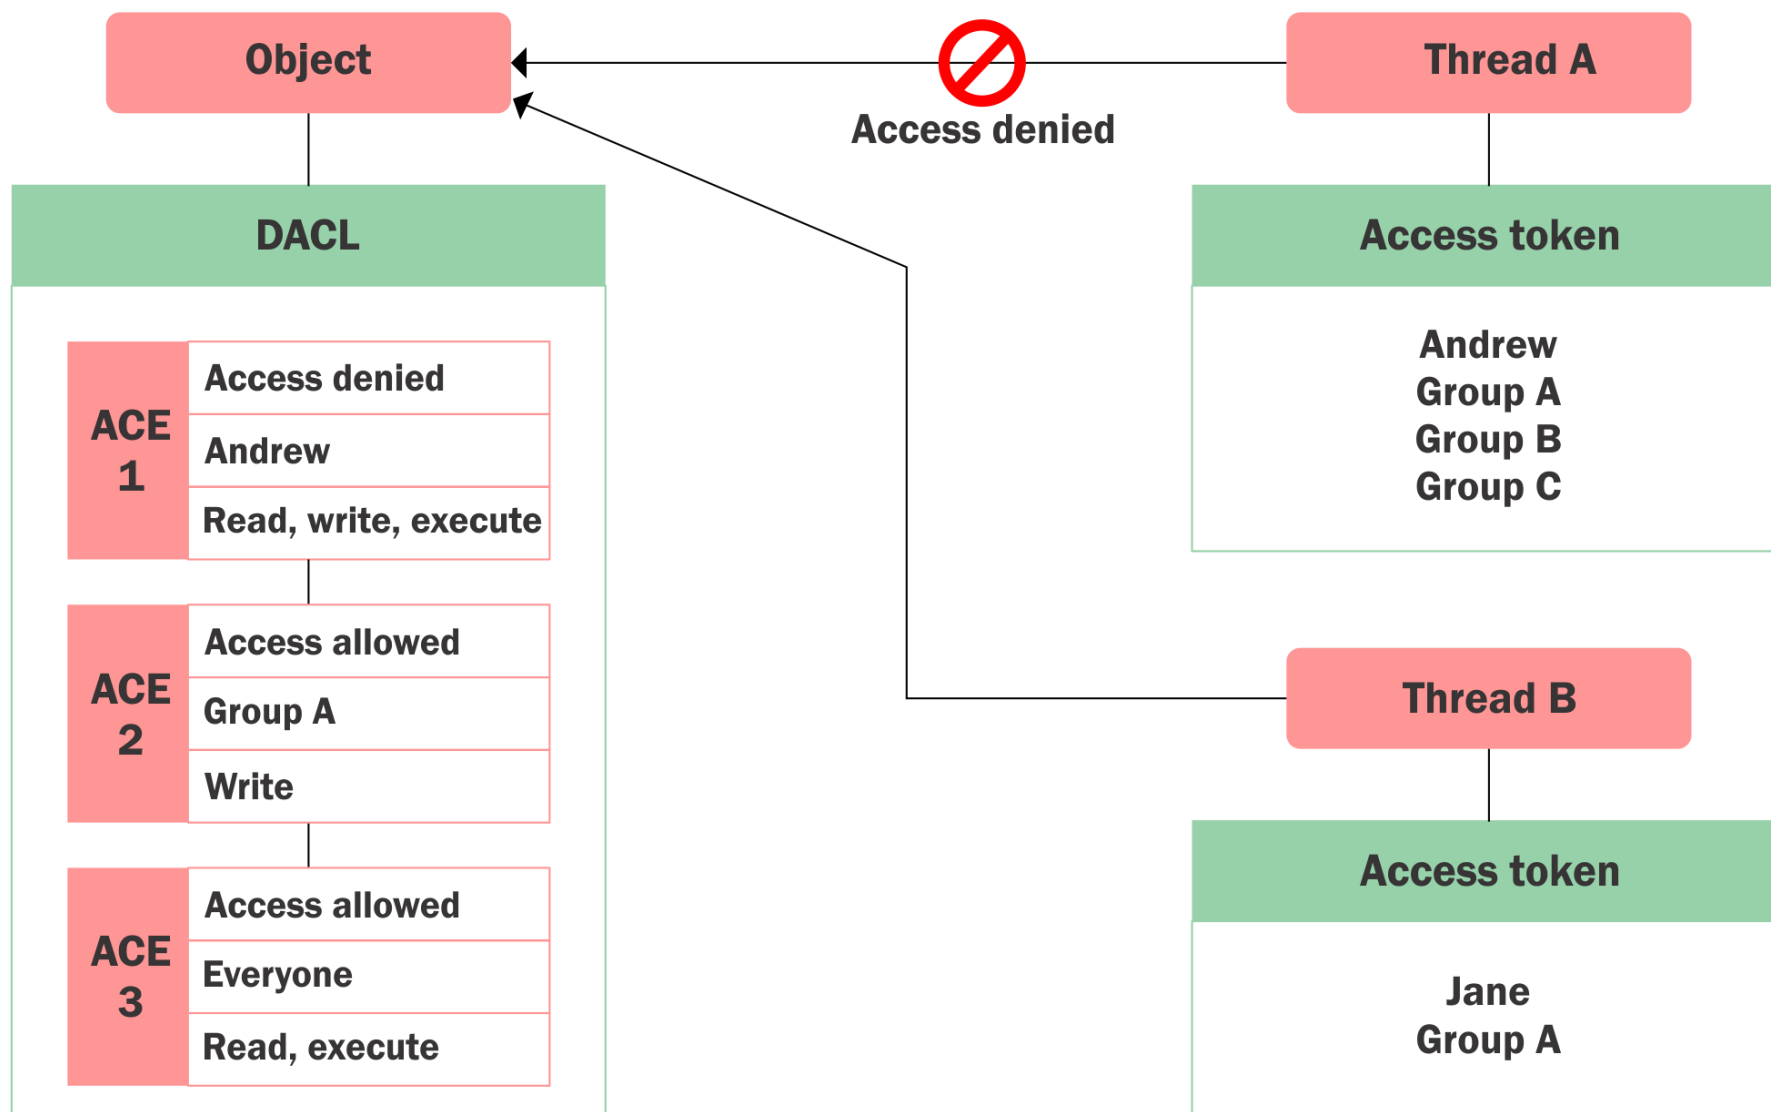 Object
Thread A
Access denied
DACL
Access token
ACE
1
Access denied
Andrew
Read, write, execute
Andrew
Group A
Group B
Group C
ACE
2
Access allowed
Group A
Write
Thread B
Access token
ACE
3
Access allowed
Everyone
Read, execute
Jane
Group A